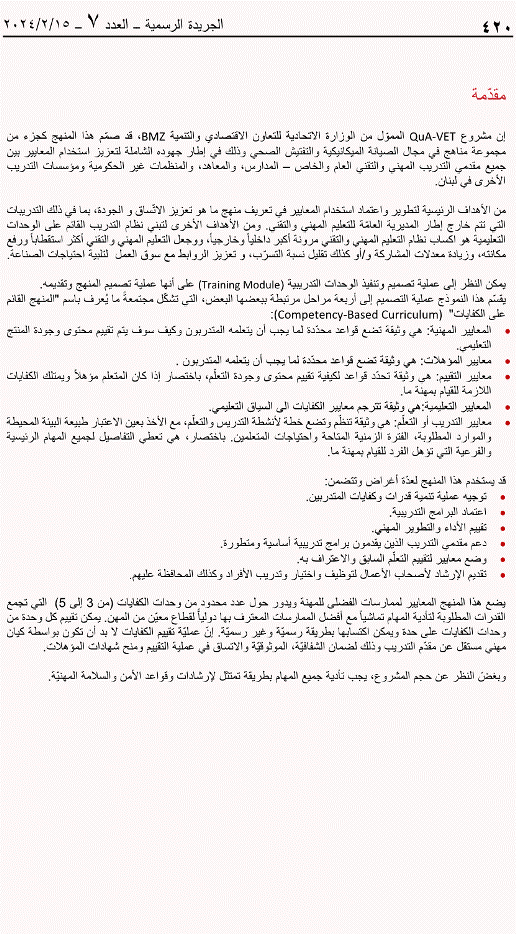 ٤٢٠
الجريدة الرسمية – العدد ٧ – ٢٠٢٤/٢/١٥
مقدّمة
إن مشروع QuA-VET المموّل من الوزارة الاتحادية للتعاون الاقتصادي والتنمية BMZ، قد صمّم هذا المنهج كجزء من
مجموعة مناهج في مجال الصيانة الميكانيكية والتفتيش الصحي وذلك في إطار جهوده الشاملة لتعزيز استخدام المعايير بين
جميع مقدمي التدريب المهني والتقني العام والخاص – المدارس، والمعاهد، والمنظمات غير الحكومية ومؤسسات التدريب
الأخرى في لبنان.
من الأهداف الرئيسية لتطوير واعتماد استخدام المعايير في تعريف منهج ما هو تعزيز الاتّساق و الجودة، بما في ذلك التدريبات
التي تتم خارج إطار المديرية العامّة للتعليم المهني والتقني. ومن الأهداف الأخرى لتبني نظام التدريب القائم على الوحدات
التعليمية هو اكساب نظام التعليم المهني والتقني مرونة أكبر داخلياً وخارجياً، ووجعل التعليم المهني والتقني أكثر استقطاباً ورفع
مكانته، وزيادة معدلات المشاركة و/أو كذلك تقليل نسبة التسرّب، و تعزيز الروابط مع سوق العمل لتلبية احتياجات الصناعة.
يمكن النظر إلى عملية تصميم وتنفيذ الوحدات التدريبية (Training Module) على أنها عملية تصميم المنهج وتقديمه.
يقسّم هذا النموذج عملية التصميم إلى أربعة مراحل مرتبطة ببعضها البعض، التي تشكّل مجتمعةً ما يُعرف باسم "المنهج القائم
على الكفايات" (Competency-Based Curriculum):
• المعايير المهنية: هي وثيقة تضع قواعد محدّدة لما يجب أن يتعلمه المتدربون وكيف سوف يتم تقييم محتوى وجودة المنتج
التعليمي.
• معايير المؤهلات: هي وثيقة تضع قواعد محدّدة لما يجب أن يتعلمه المتدربون .
• معايير التقييم: هي وثيقة تحدّد قواعد لكيفية تقييم محتوى وجودة التعلّم، باختصار إذا كان المتعلم مؤهلاً ويمتلك الكفايات
اللازمة للقيام بمهنة ما.
• المعايير التعليمية:هي وثيقة تترجم معايير الكفايات الى السياق التعليمي.
• معايير التدريب أو التعلّم: هي وثيقة تنظّم وتضع خطة لأنشطة التدريس والتعلّم، مع الأخذ بعين الاعتبار طبيعة البيئة المحيطة
والموارد المطلوبة، الفترة الزمنية المتاحة واحتياجات المتعلمين. باختصار، هي تعطي التفاصيل لجميع المهام الرئيسية
والفرعية التي تؤهل الفرد للقيام بمهنة ما.
قد يستخدم هذا المنهج لعدّة أغراض وتتضمن:
• توجيه عملية تنمية قدرات وكفايات المتدربين.
• اعتماد البرامج التدريبية.
• تقييم الأداء والتطوير المهني.
• دعم مقدمي التدريب الذين يقدمون برامج تدريبية أساسية ومتطورة.
• وضع معايير لتقييم التعلّم السابق والاعتراف به.
• تقديم الإرشاد لأصحاب الأعمال لتوظيف واختيار وتدريب الأفراد وكذلك المحافظة عليهم.
يضع هذا المنهج المعايير لممارسات الفضلى للمهنة ويدور حول عدد محدود من وحدات الكفايات (من 3 إلى 5) التي تجمع
القدرات المطلوبة لتأدية المهام تماشياً مع أفضل الممارسات المعترف بها دولياً لقطاع معيّن من المهن. يمكن تقييم كل وحدة من
وحدات الكفايات على حدة ويمكن اكتسابها بطريقة رسميّة وغير رسميّة. إنّ عمليّة تقييم الكفايات لا بد أن تكون بواسطة كيان
مهني مستقل عن مقدّم التدريب وذلك لضمان الشفافيّة، الموثوقيّة والاتساق في عملية التقييم ومنح شهادات المؤهلات.
وبغضّ النظر عن حجم المشروع، يجب تأدية جميع المهام بطريقة تمتثل لإرشادات وقواعد الأمن والسلامة المهنيّة.